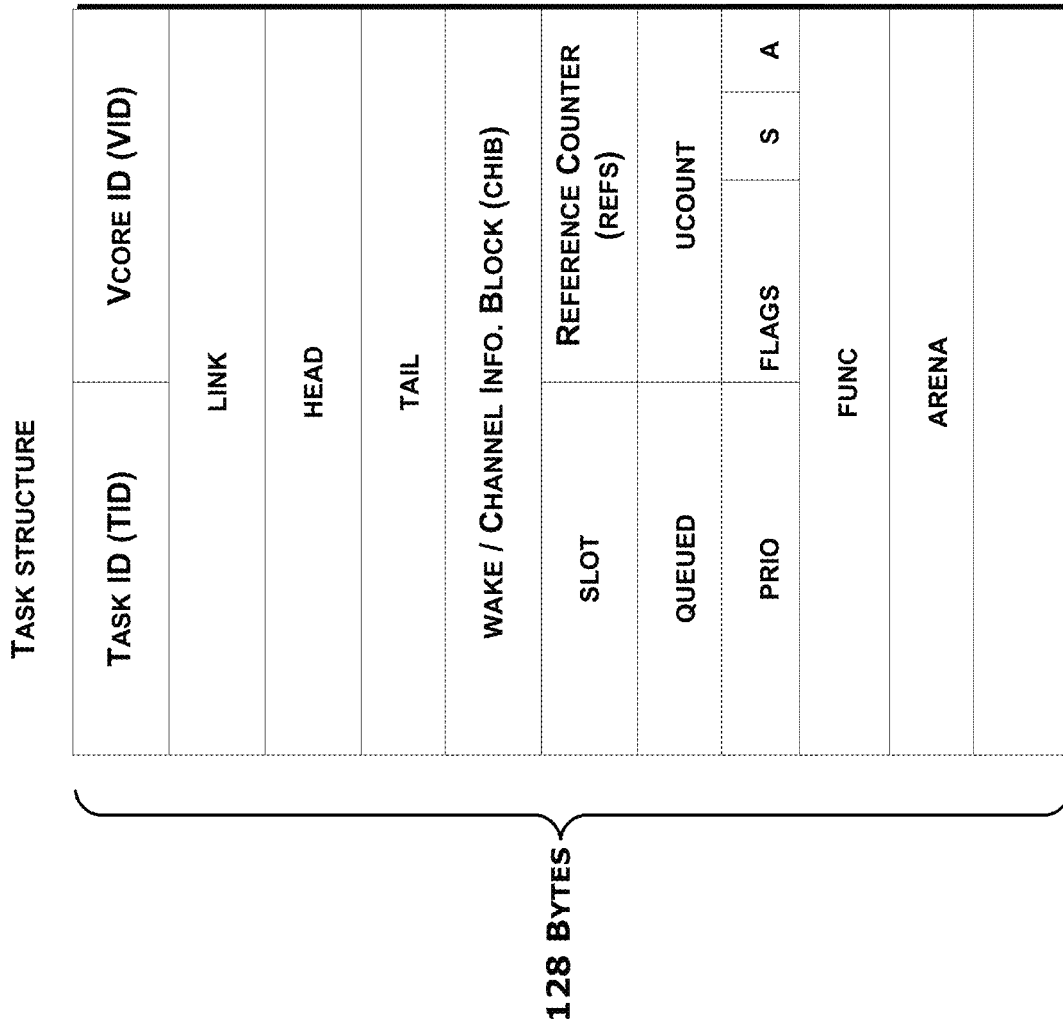 TASK STRUCTURE
TASK ID (TID)
VCORE ID (VID)
LINK
HEAD
TAIL
WAKE / CHANNEL INFO. BLOCK (CHIB)
SLOT
REFERENCE COUNTER
(REFS)
QUEUED
UCOUNT
PRIO
FLAGS
S
A
FUNC
ARENA
128 BYTES